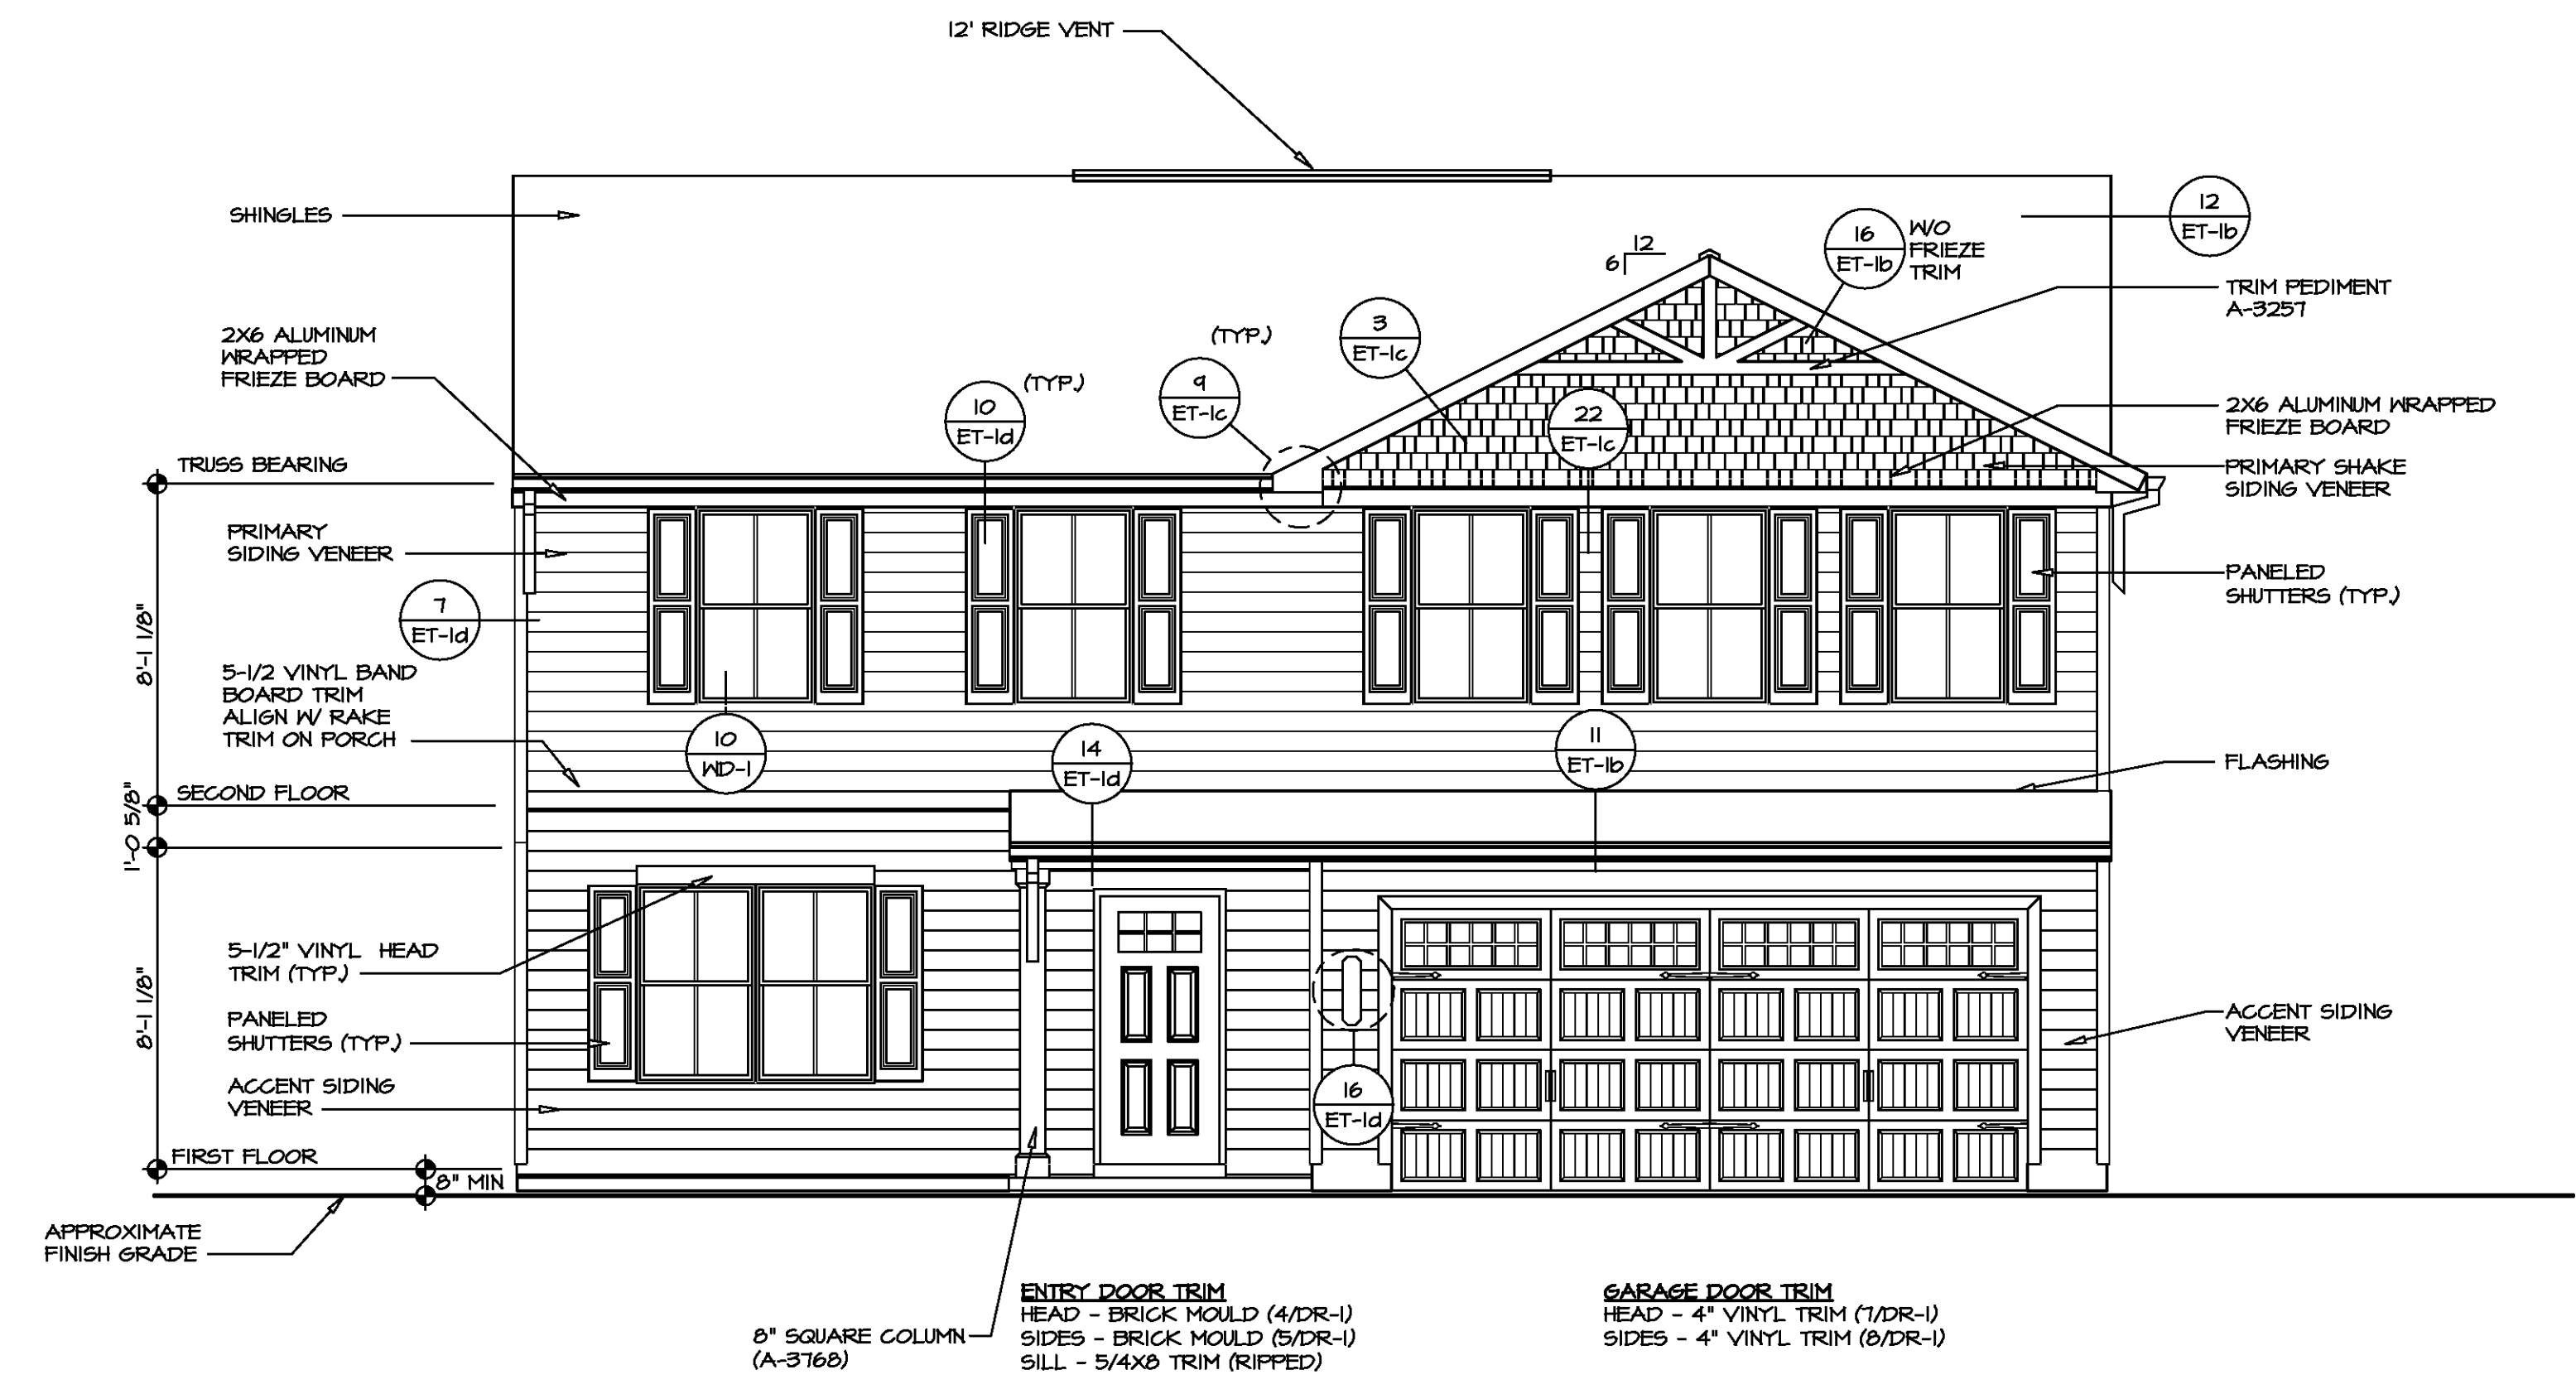 12' RIDGE VENT
SHINGLES
12
ET-1b
16
ET-1b
W/O
FRIEZE
TRIM
12
6
TRIM PEDIMENT
A-3257
3
ET-1c
(TYP.)
9
ET-1c
2X6 ALUMINUM
WRAPPED
FRIEZE BOARD
(TYP.)
10
ET-1d
22
ET-1c
2X6 ALUMINUM WRAPPED
FRIEZE BOARD
PRIMARY SHAKE
SIDING VENEER
TRUSS BEARING
PRIMARY
SIDING VENEER
PANELED
SHUTTERS (TYP.)
7
ET-1d
8'-1 1/8"
5-1/2 VINYL BAND
BOARD TRIM
ALIGN W/ RAKE
TRIM ON PORCH
10
WD-1
14
ET-1d
11
ET-1b
FLASHING
SECOND FLOOR
1'-0 5/8"
5-1/2" VINYL HEAD
TRIM (TYP.)
8'-1 1/8"
PANELED
SHUTTERS (TYP.)
ACCENT SIDING
VENEER
ACCENT SIDING
VENEER
16
ET-1d
FIRST FLOOR
8" MIN
APPROXIMATE
FINISH GRADE
8" SQUARE COLUMN
(A-3768)
ENTRY DOOR TRIM
HEAD - BRICK MOULD (4/DR-1)
SIDES - BRICK MOULD (5/DR-1)
SILL - 5/4X8 TRIM (RIPPED)
GARAGE DOOR TRIM
HEAD - 4" VINYL TRIM (7/DR-1)
SIDES - 4" VINYL TRIM (8/DR-1)